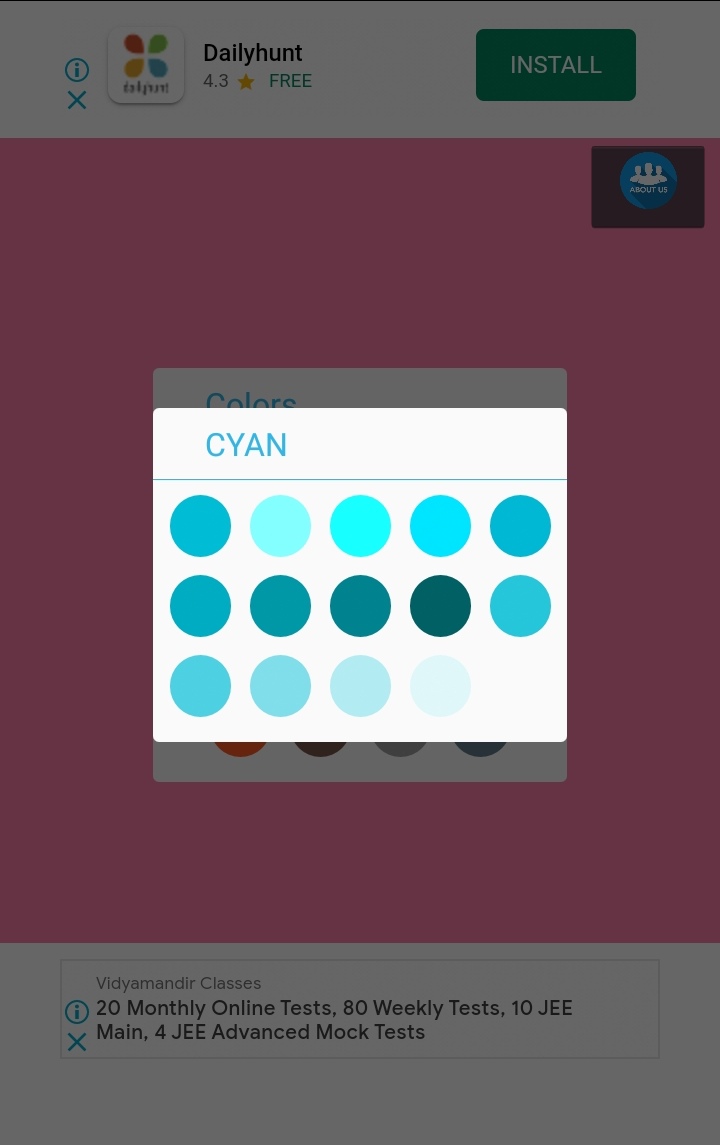 Dailyhunt
4.3 FREE
INSTALL
dailyhunt
ABOUT US
Colors
CYAN
Vidyamandir Classes
20 Monthly Online Tests, 80 Weekly Tests, 10 JEE
Main, 4 JEE Advanced Mock Tests